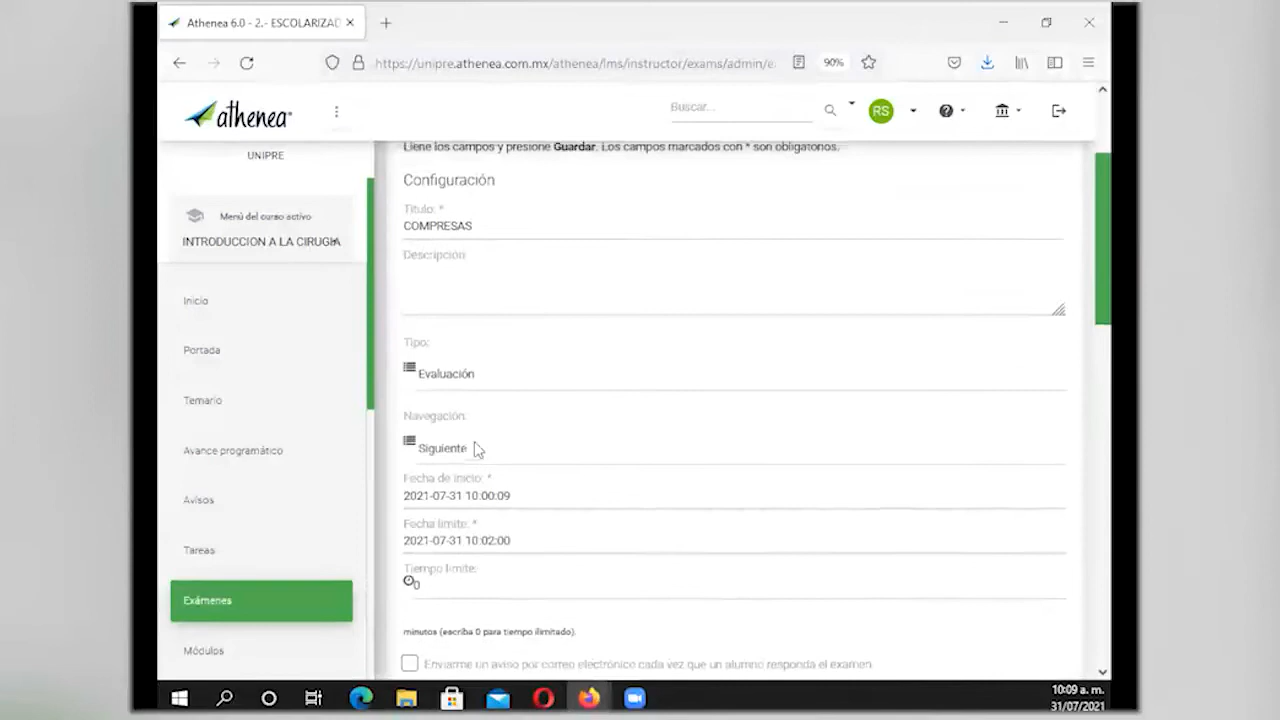 Athenea 6.0 - 2.- ESCOLARIZAD
https://unipre.athenea.com.mx/athenea/lms/instructor/exams/admin/e
90%
athenea
Buscar...
RS
UNIPRE
Menú del curso activo
INTRODUCCION A LA CIRUGIA
Inicio
Portada
Temario
Avance programático
Avisos
Tareas
Exámenes
Módulos
Llene los campos y presione Guardar. Los campos marcados con * son obligatorios.
Configuración
Título: *
COMPRESAS
Descripción:
Tipo:
Evaluación
Navegación:
Siguiente
Fecha de inicio: *
2021-07-31 10:00:09
Fecha límite: *
2021-07-31 10:02:00
Tiempo límite:
0
minutos (escriba 0 para tiempo ilimitado).
Enviarme un aviso por correo electrónico cada vez que un alumno responda el examen
10:09 a. m.
31/07/2021